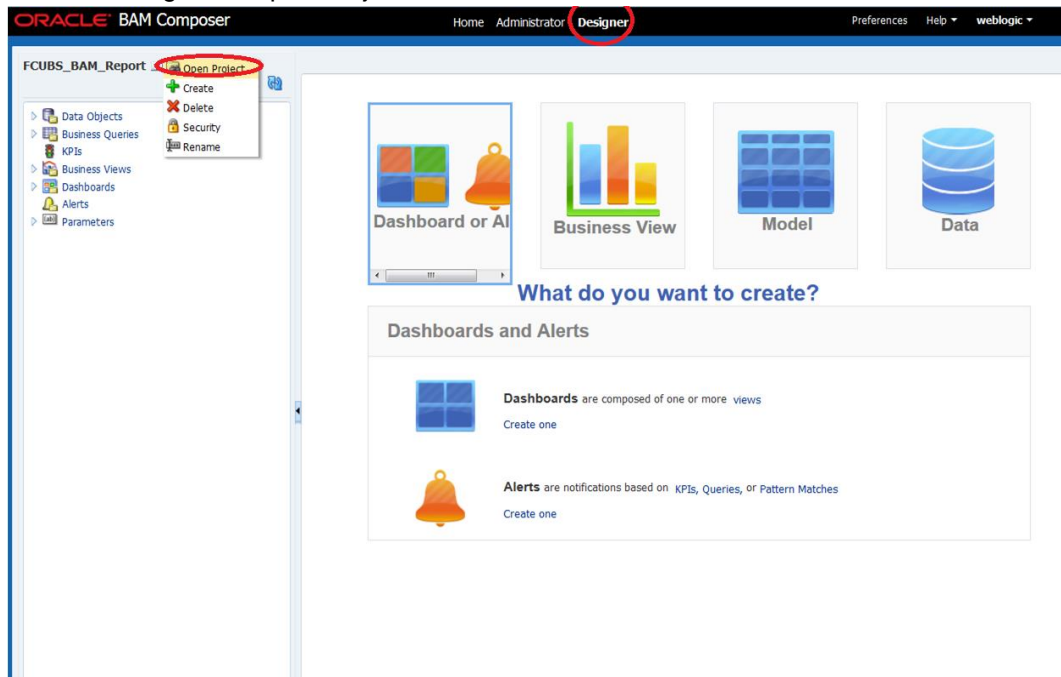 ORACLE BAM Composer Home Administrator Designer Preferences Help weblogic
FCUBS_BAM_Report
Open Project
Create
Delete
Security
Rename
Data Objects
Business Queries
KPIs
Business Views
Dashboards
Alerts
Parameters
Dashboard or Al
Business View
Model
Data
What do you want to create?
Dashboards and Alerts
Dashboards are composed of one or more views
Create one
Alerts are notifications based on KPIs, Queries, or Pattern Matches
Create one